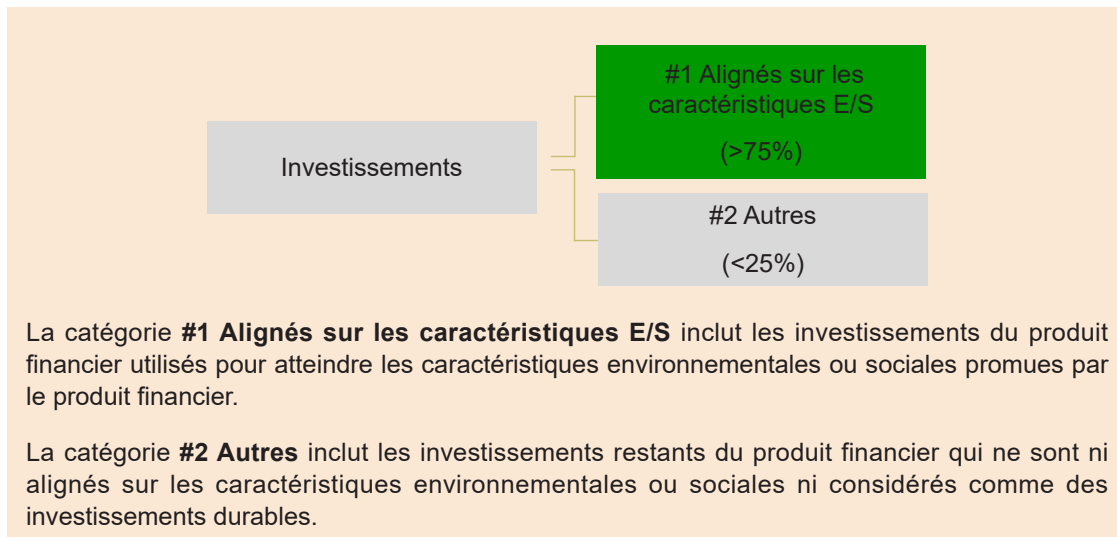 #1 Alignés sur les
caractéristiques E/S
(>75%)
Investissements
#2 Autres
(<25%)
La catégorie #1 Alignés sur les caractéristiques E/S inclut les investissements du produit
financier utilisés pour atteindre les caractéristiques environnementales ou sociales promues par
le produit financier.
La catégorie #2 Autres inclut les investissements restants du produit financier qui ne sont ni
alignés sur les caractéristiques environnementales ou sociales ni considérés comme des
investissements durables.